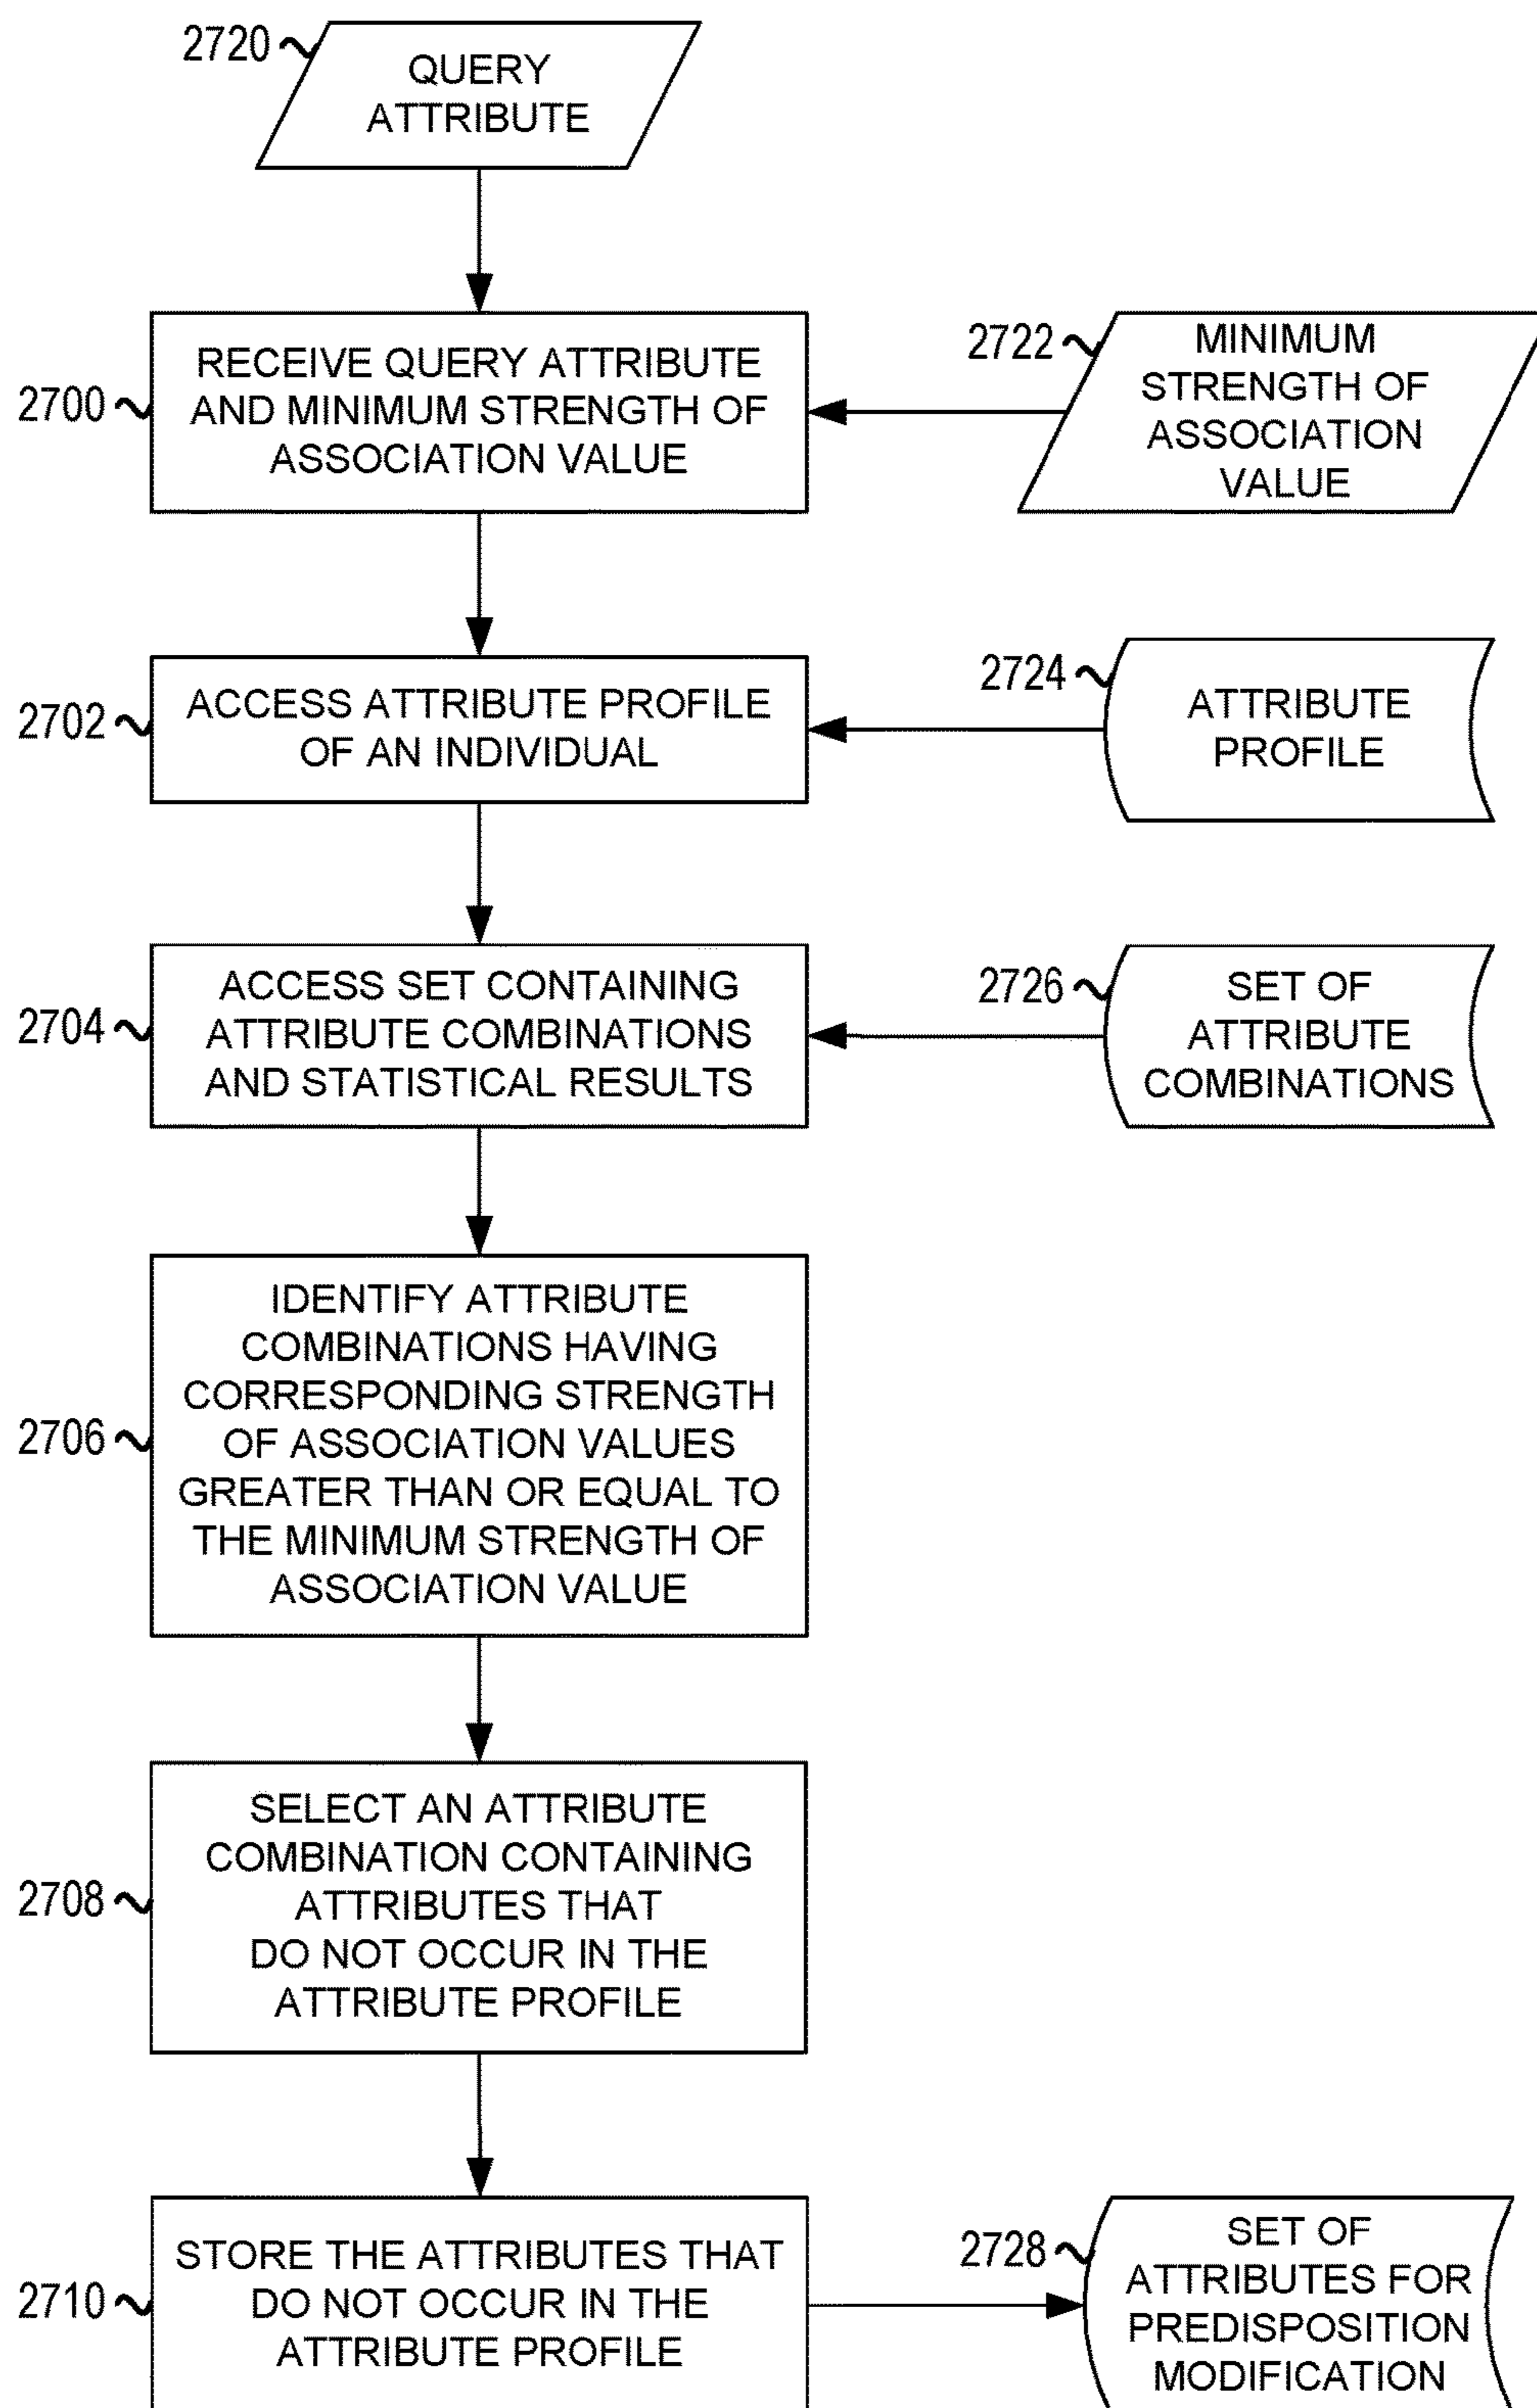 2720
QUERY
ATTRIBUTE
2700
RECEIVE QUERY ATTRIBUTE
AND MINIMUM STRENGTH OF
ASSOCIATION VALUE
2722
MINIMUM
STRENGTH OF
ASSOCIATION
VALUE
2702
ACCESS ATTRIBUTE PROFILE
OF AN INDIVIDUAL
2724
ATTRIBUTE
PROFILE
2704
ACCESS SET CONTAINING
ATTRIBUTE COMBINATIONS
AND STATISTICAL RESULTS
2726
SET OF
ATTRIBUTE
COMBINATIONS
2706
IDENTIFY ATTRIBUTE
COMBINATIONS HAVING
CORRESPONDING STRENGTH
OF ASSOCIATION VALUES
GREATER THAN OR EQUAL TO
THE MINIMUM STRENGTH OF
ASSOCIATION VALUE
2708
SELECT AN ATTRIBUTE
COMBINATION CONTAINING
ATTRIBUTES THAT
DO NOT OCCUR IN THE
ATTRIBUTE PROFILE
2710
STORE THE ATTRIBUTES THAT
DO NOT OCCUR IN THE
ATTRIBUTE PROFILE
2728
SET OF
ATTRIBUTES FOR
PREDISPOSITION
MODIFICATION